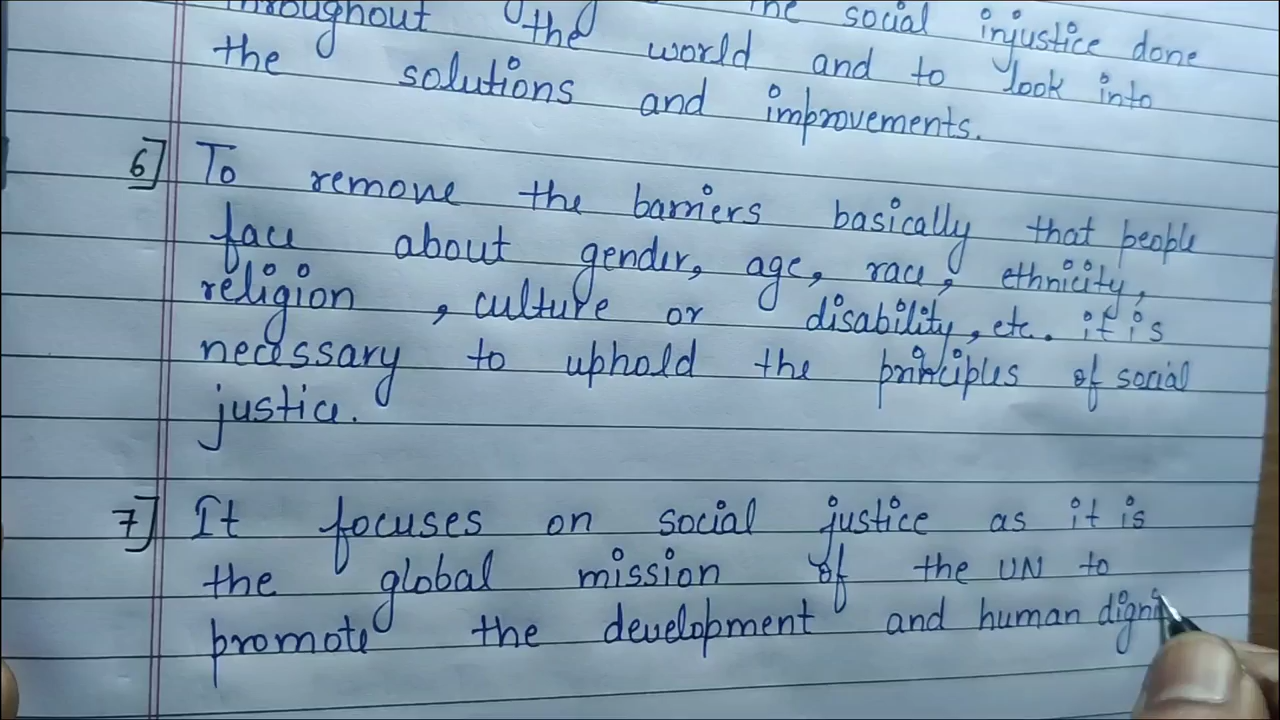 throughout the world and to look into the social injustice done
the solutions and improvements.
6] To remove the barriers basically that people
face about gender, age, race, ethnicity,
religion, culture or disability, etc. it is
necessary to uphold the principles of social
justice.
7] It focuses on social justice as it is
the global mission of the UN to
promote the development and human digni